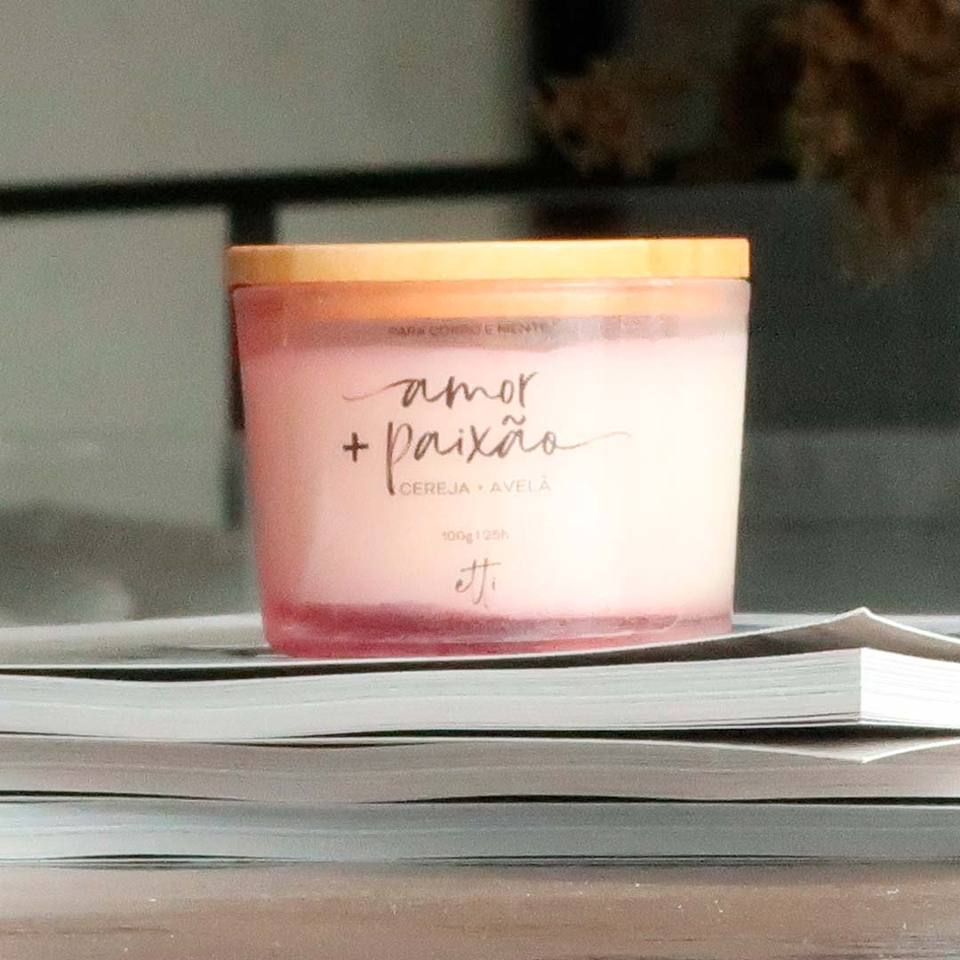 PARA CORPO E MENTE
amor
+ paixão
CEREJA • AVELÃ
100g | 25h
etti